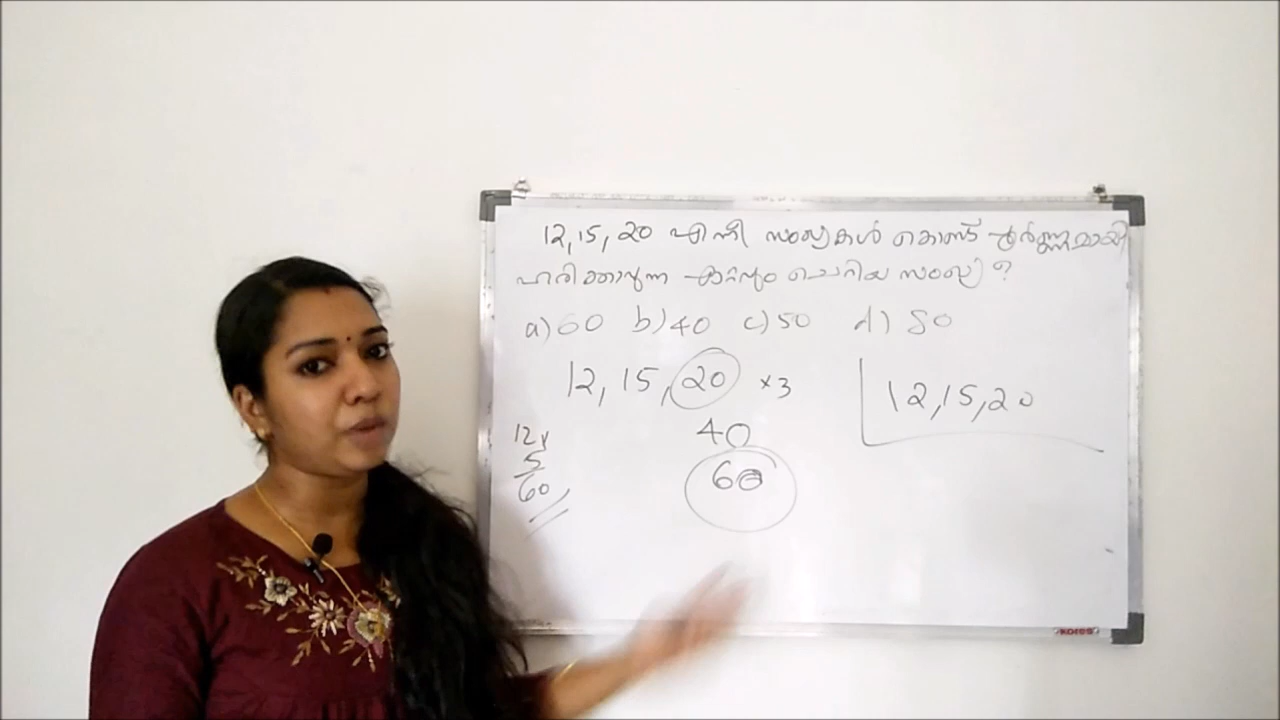 12, 15, 20 എന്നീ സംഖ്യകൾ കൊണ്ട് പൂർണ്ണമായി
ഹരിക്കാവുന്ന ഏറ്റവും ചെറിയ സംഖ്യ ?
a) 60 b) 40 c) 50 d) 80
12, 15, 20 ×3
12, 15, 20
40
60
12×
5
60
KOBSS